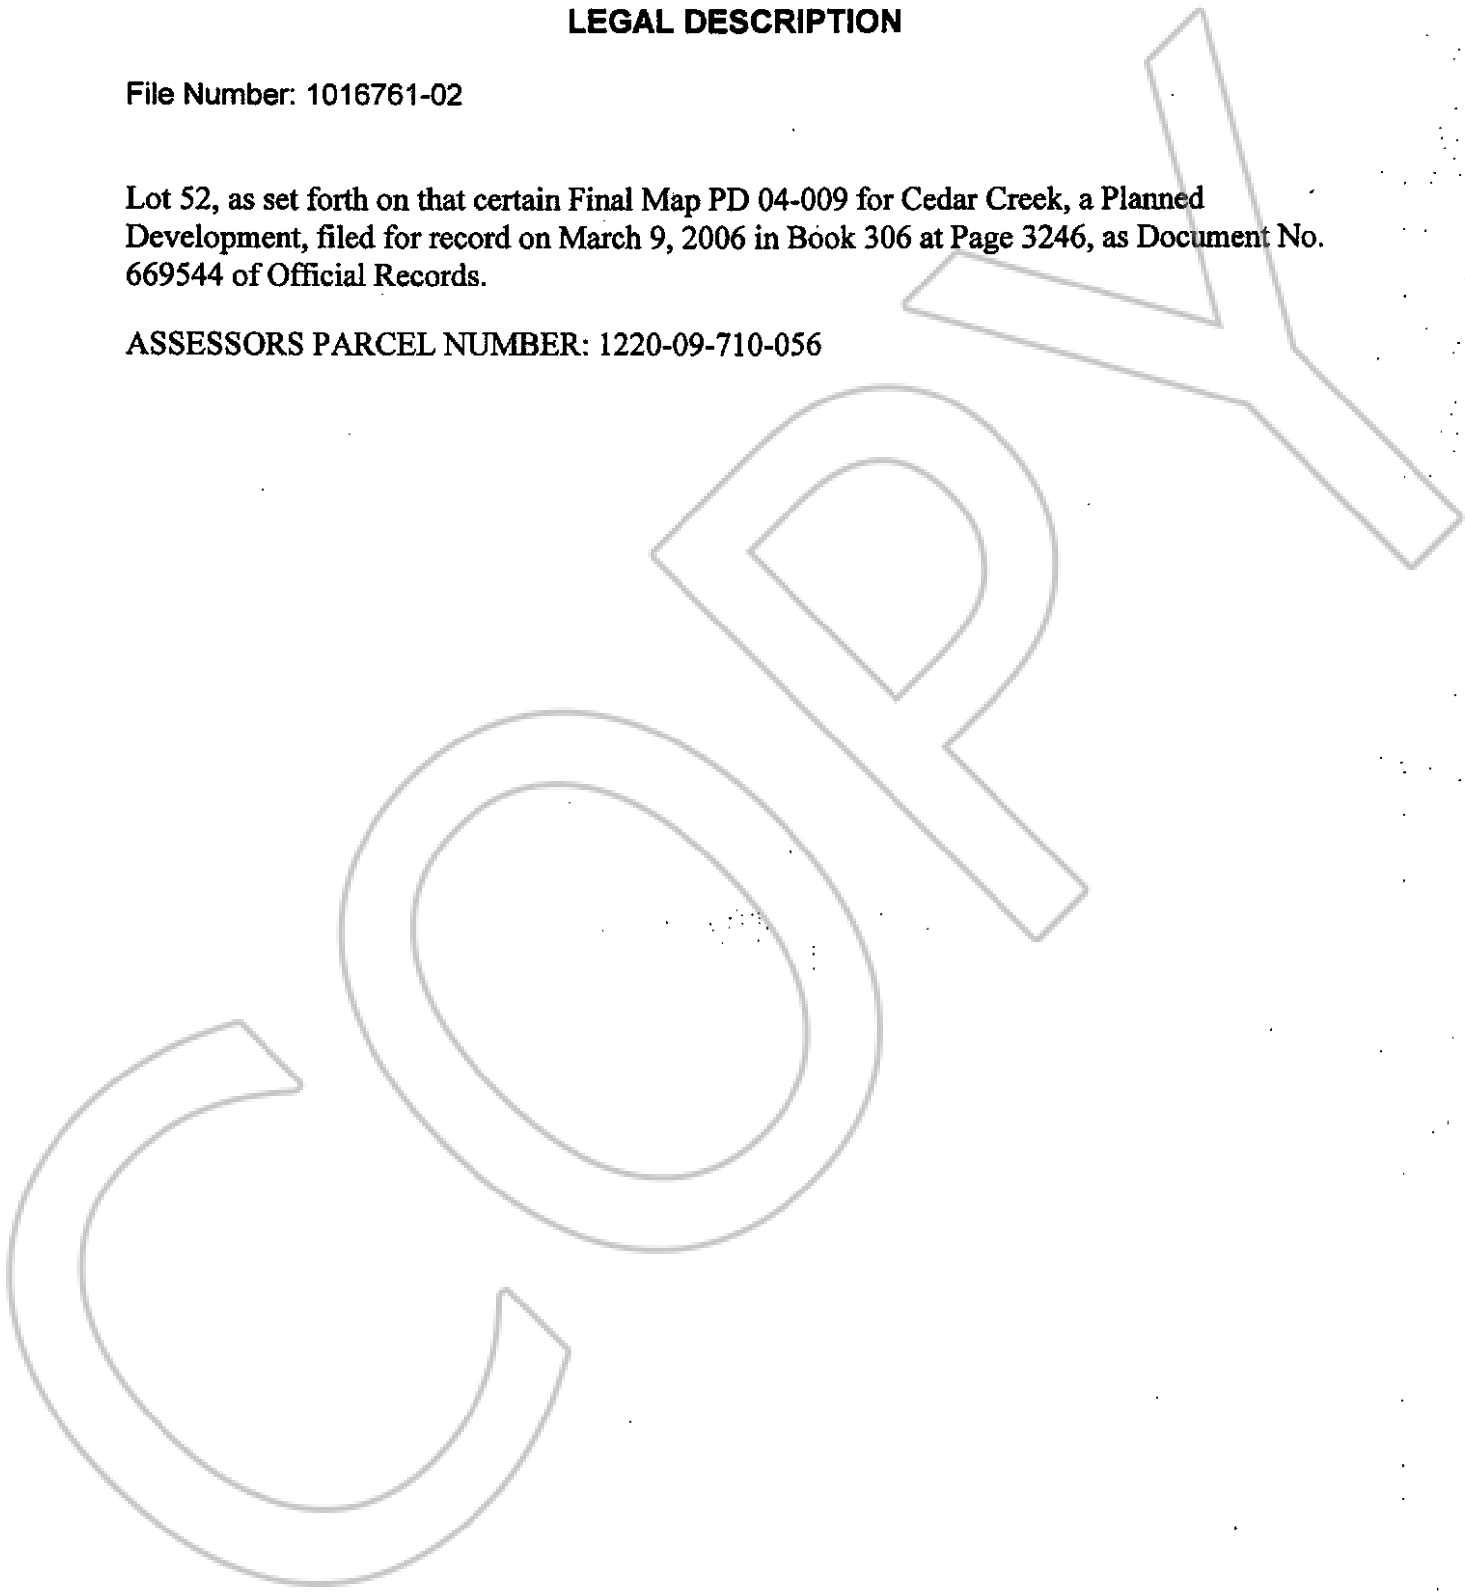 LEGAL DESCRIPTION
File Number: 1016761-02
Lot 52, as set forth on that certain Final Map PD 04-009 for Cedar Creek, a Planned
Development, filed for record on March 9, 2006 in Book 306 at Page 3246, as Document No.
669544 of Official Records.
ASSESSORS PARCEL NUMBER: 1220-09-710-056
COPY